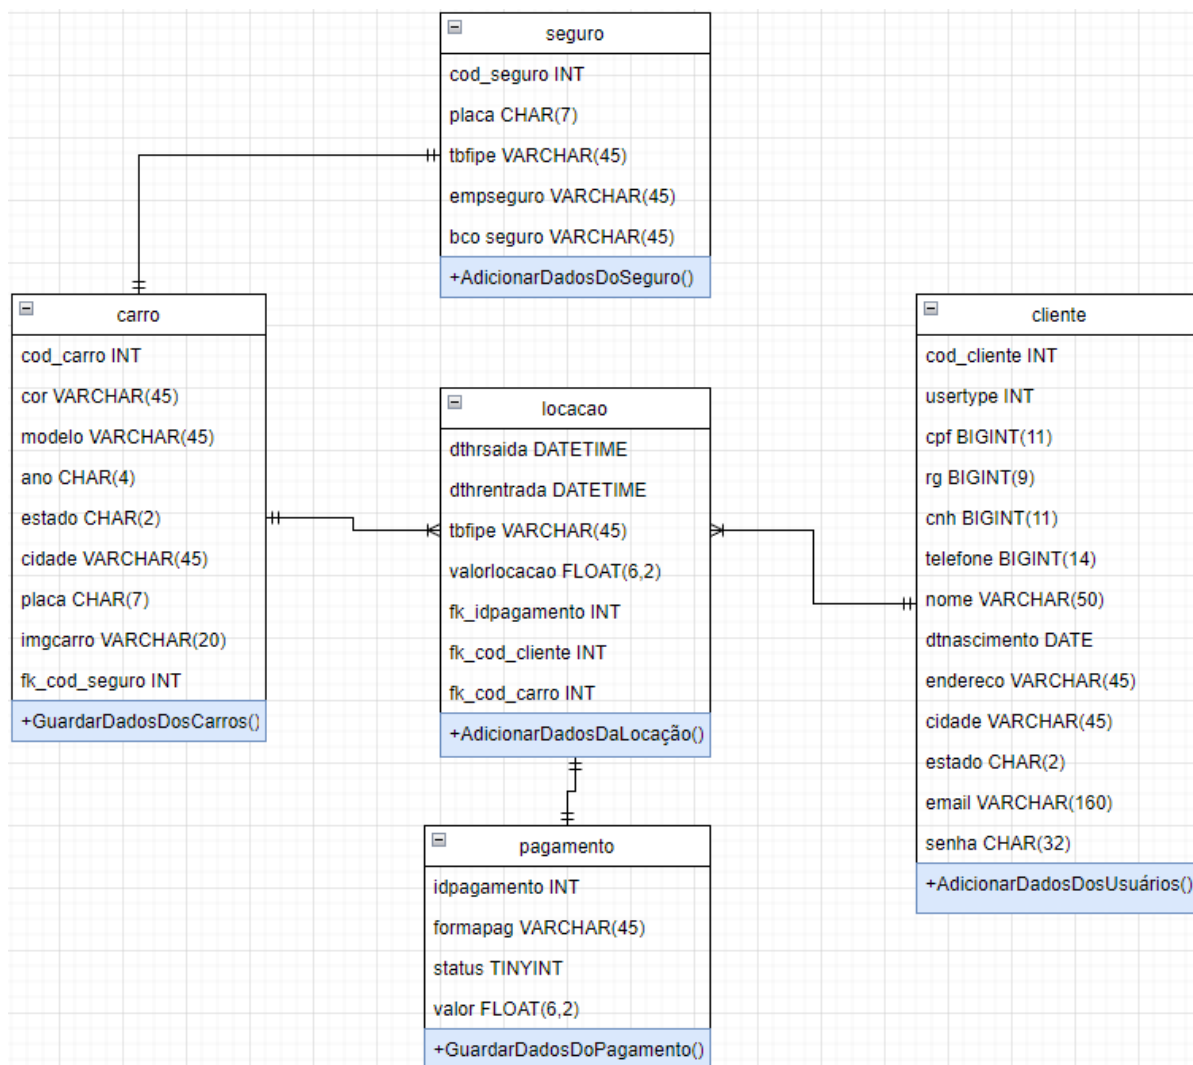 seguro
cod_seguro INT
placa CHAR(7)
tbfipe VARCHAR(45)
empseguro VARCHAR(45)
bco seguro VARCHAR(45)
+AdicionarDadosDoSeguro()
carro
cod_carro INT
cor VARCHAR(45)
modelo VARCHAR(45)
ano CHAR(4)
estado CHAR(2)
cidade VARCHAR(45)
placa CHAR(7)
imgcarro VARCHAR(20)
fk_cod_seguro INT
+GuardarDadosDosCarros()
locacao
dthrsaida DATETIME
dthrentrada DATETIME
tbfipe VARCHAR(45)
valorlocacao FLOAT(6,2)
fk_idpagamento INT
fk_cod_cliente INT
fk_cod_carro INT
+AdicionarDadosDaLocação()
cliente
cod_cliente INT
usertype INT
cpf BIGINT(11)
rg BIGINT(9)
cnh BIGINT(11)
telefone BIGINT(14)
nome VARCHAR(50)
dtnascimento DATE
endereco VARCHAR(45)
cidade VARCHAR(45)
estado CHAR(2)
email VARCHAR(160)
senha CHAR(32)
+AdicionarDadosDosUsuários()
pagamento
idpagamento INT
formapag VARCHAR(45)
status TINYINT
valor FLOAT(6,2)
+GuardarDadosDoPagamento()